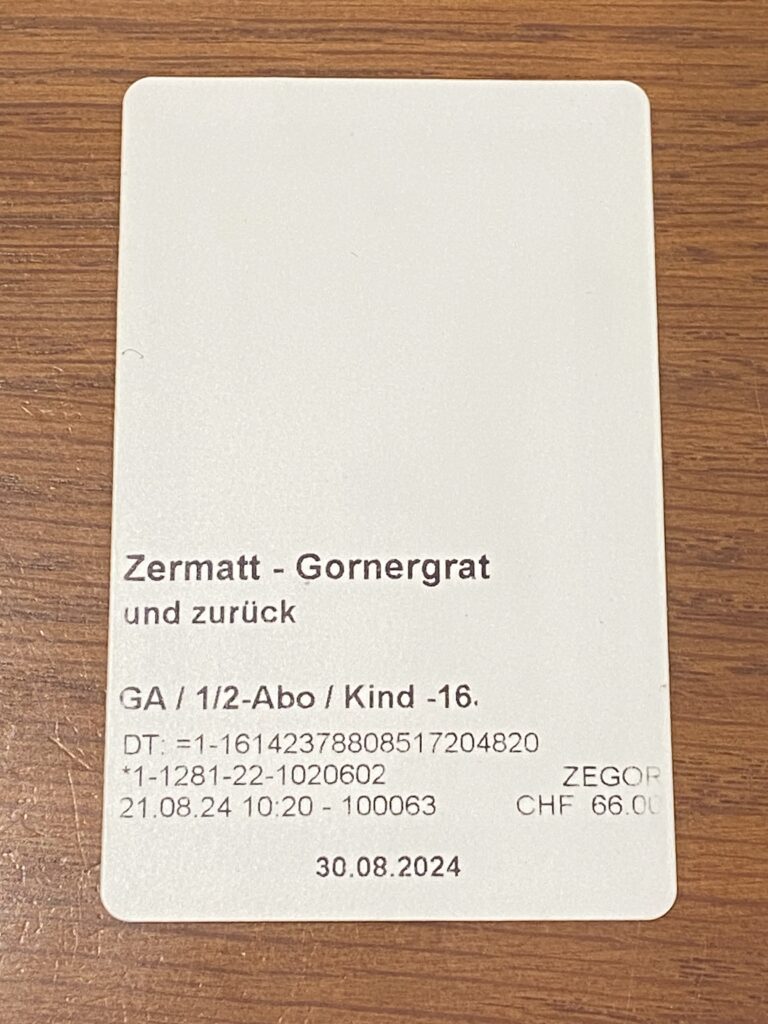 Zermatt - Gornergrat
und zurück
GA / 1/2-Abo / Kind -16.
DT: =1-16142378808517204820
*1-1281-22-1020602 ZEGOR
21.08.24 10:20 - 100063 CHF 66.00
30.08.2024